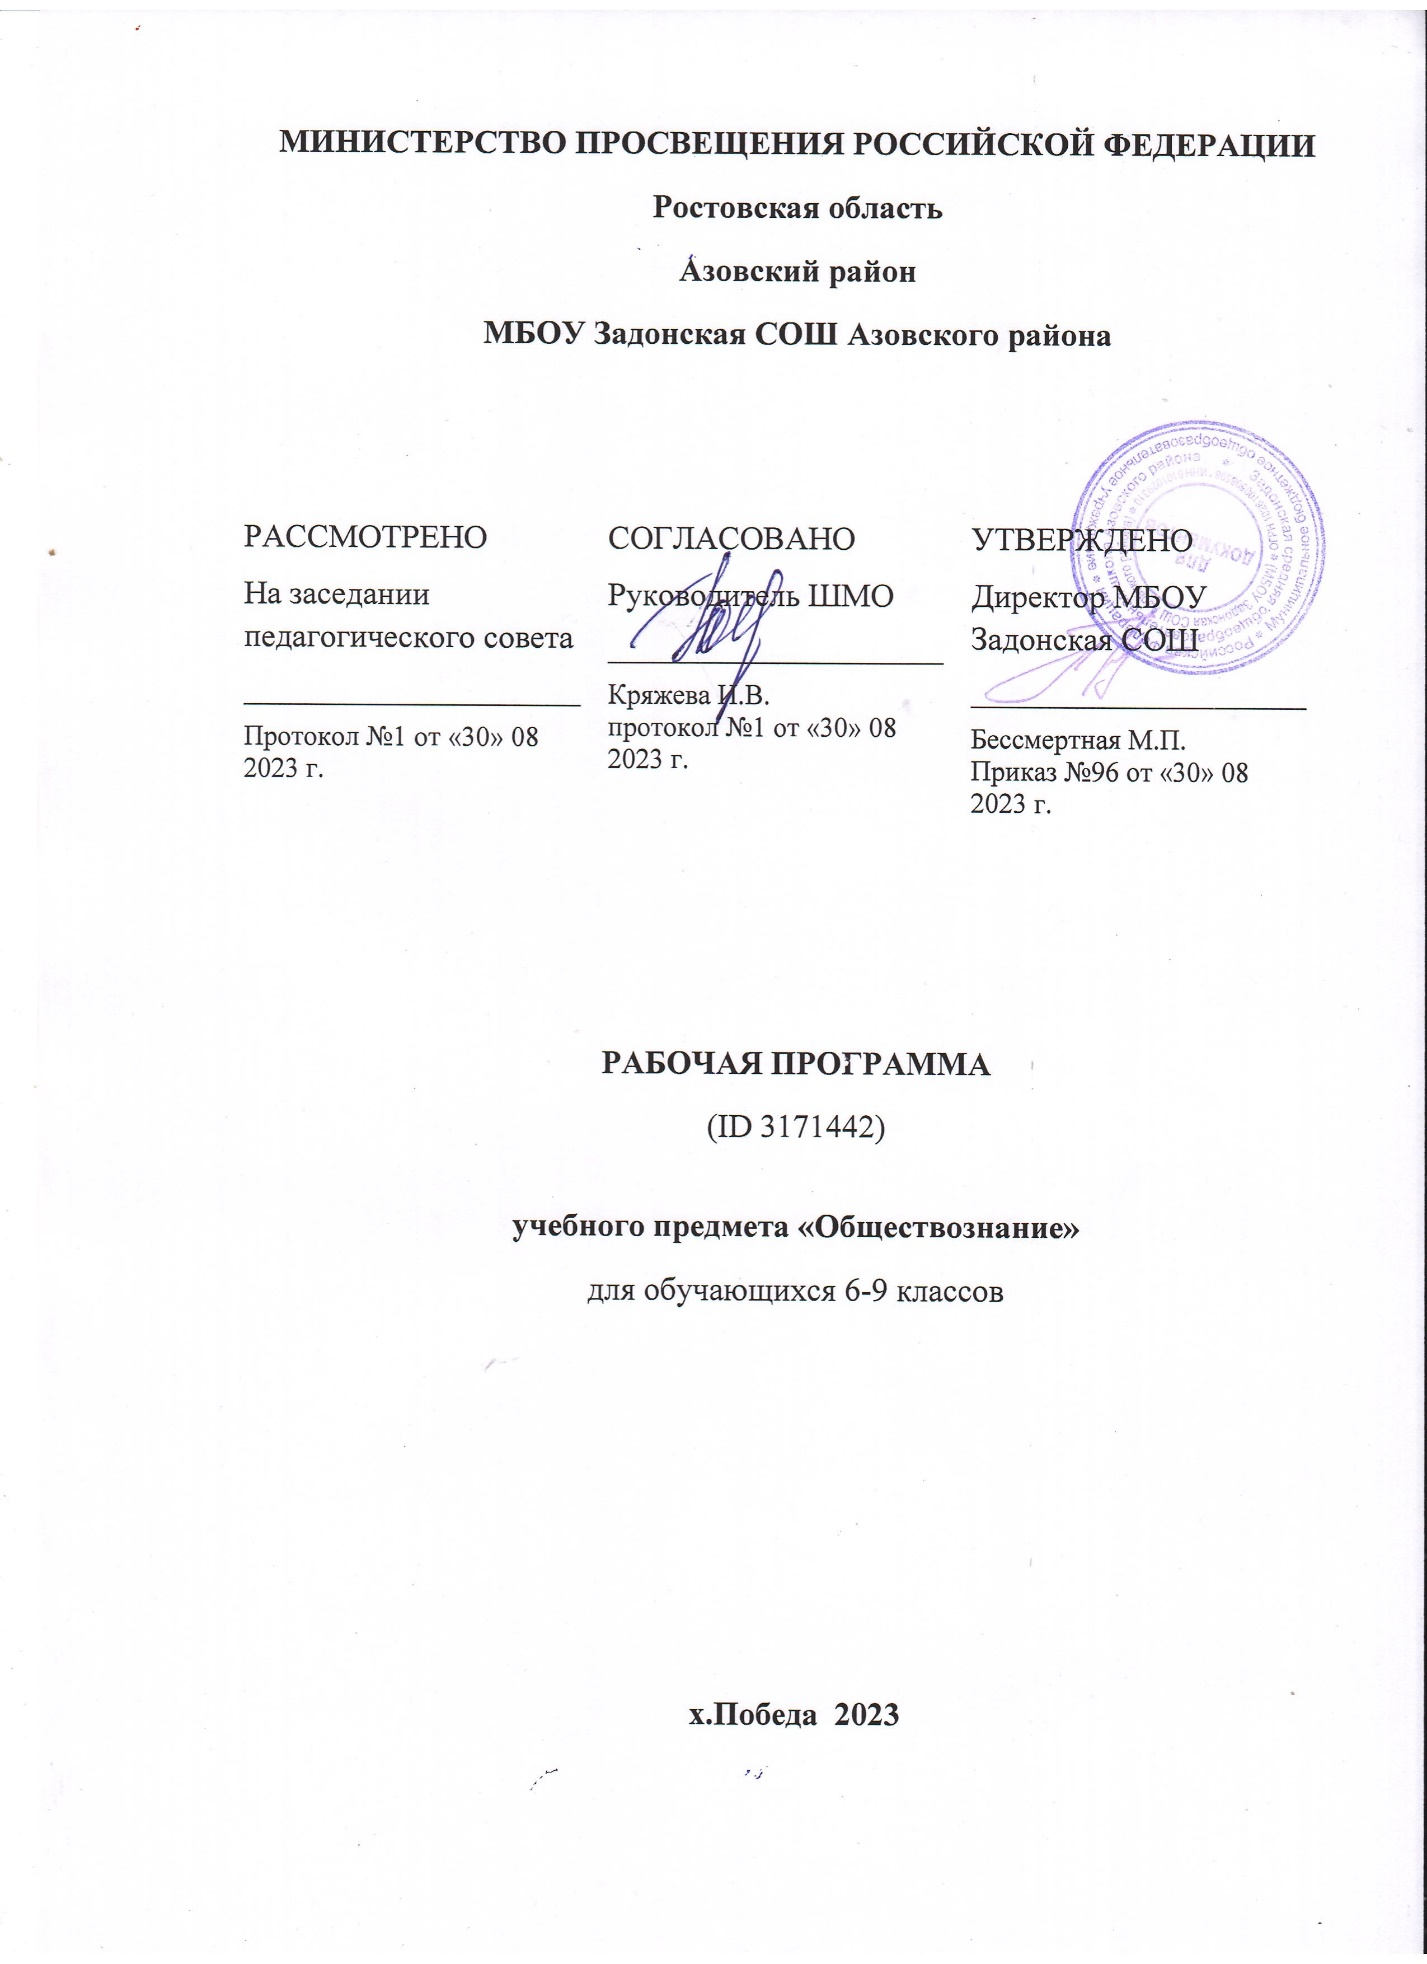 МИНИСТЕРСТВО ПРОСВЕЩЕНИЯ РОССИЙСКОЙ ФЕДЕРАЦИИ
Ростовская область
Азовский район
МБОУ Задонская СОШ Азовского района
РАССМОТРЕНО
На заседании
педагогического совета
Протокол №1 от «30» 08
2023 г.
СОГЛАСОВАНО
Руководитель ШМО
Кряжева И.В.
протокол №1 от «30» 08
2023 г.
УТВЕРЖДЕНО
Директор МБОУ
Задонская СОШ
Бессмертная М.П.
Приказ №96 от «30» 08
2023 г.
для
документов
РАБОЧАЯ ПРОГРАММА
(ID 3171442)
учебного предмета «Обществознание»
для обучающихся 6-9 классов
х.Победа 2023